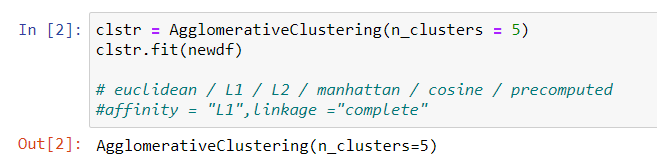 In [2]: clstr = AgglomerativeClustering(n_clusters = 5)
clstr.fit(newdf)
# euclidean / L1 / L2 / manhattan / cosine / precomputed
#affinity = "L1",linkage ="complete"
Out[2]: AgglomerativeClustering(n_clusters=5)